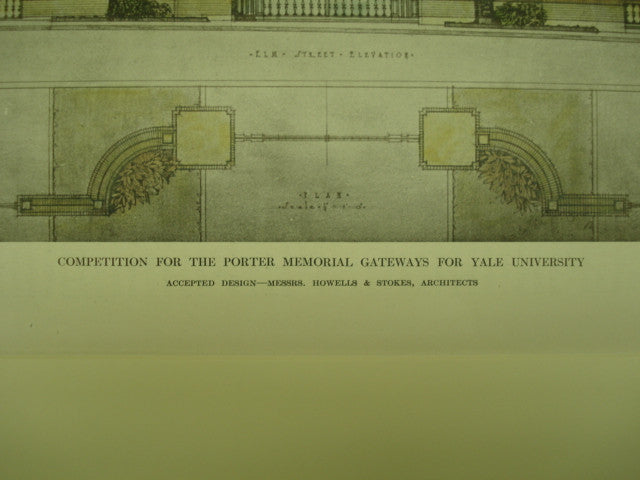 ·ELM· STREET· ELEVATION·
·PLAN·
COMPETITION FOR THE PORTER MEMORIAL GATEWAYS FOR YALE UNIVERSITY
ACCEPTED DESIGN—MESSRS. HOWELLS & STOKES, ARCHITECTS